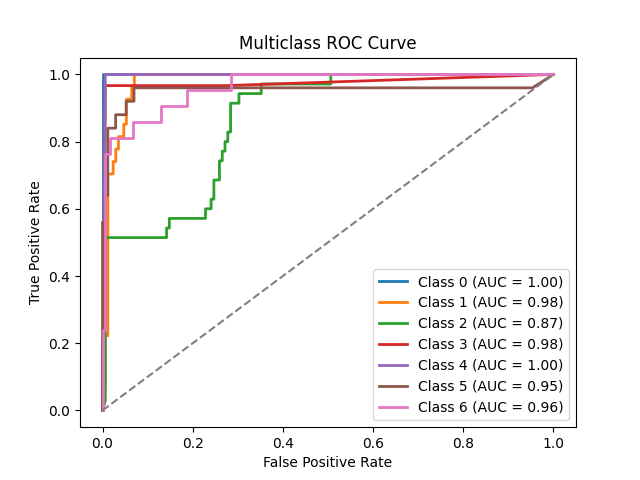 Multiclass ROC Curve
True Positive Rate
1.0
0.8
0.6
0.4
0.2
0.0
Class 0 (AUC = 1.00)
Class 1 (AUC = 0.98)
Class 2 (AUC = 0.87)
Class 3 (AUC = 0.98)
Class 4 (AUC = 1.00)
Class 5 (AUC = 0.95)
Class 6 (AUC = 0.96)
0.0 0.2 0.4 0.6 0.8 1.0
False Positive Rate